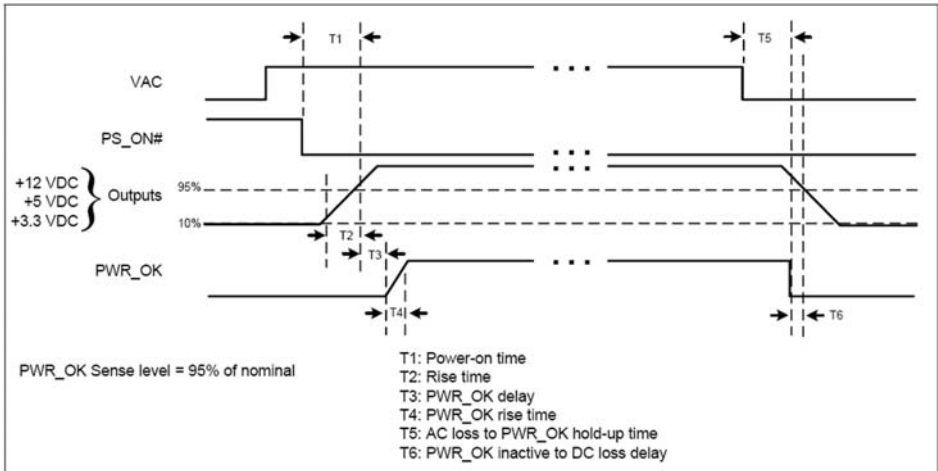 T1
T5
VAC
PS_ON#
+12 VDC
+5 VDC
+3.3 VDC
Outputs
95%
10%
T2
T3
PWR_OK
T4
T6
PWR_OK Sense level = 95% of nominal
T1: Power-on time
T2: Rise time
T3: PWR_OK delay
T4: PWR_OK rise time
T5: AC loss to PWR_OK hold-up time
T6: PWR_OK inactive to DC loss delay